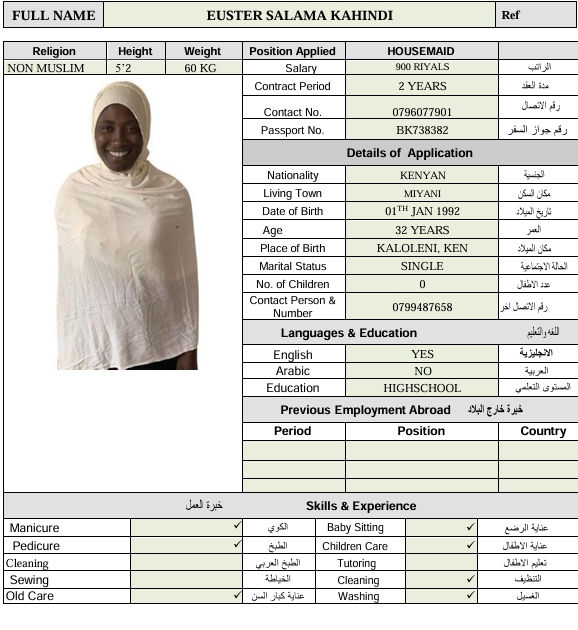 FULL NAME EUSTER SALAMA KAHINDI Ref
Religion Height Weight Position Applied HOUSEMAID
NON MUSLIM 5’2 60 KG Salary 900 RIYALS الراتب
Contract Period 2 YEARS مدة العقد
Contact No. 0796077901 رقم الاتصال
Passport No. BK738382 رقم جواز السفر
Details of Application
Nationality KENYAN الجنسية
Living Town MIYANI مكان السكن
Date of Birth 01TH JAN 1992 تاريخ الميلاد
Age 32 YEARS العمر
Place of Birth KALOLENI, KEN مكان الميلاد
Marital Status SINGLE الحالة الاجتماعية
No. of Children 0 عدد الاطفال
Contact Person & Number 0799487658 رقم الاتصال اخر
Languages & Education اللغه والتعليم
English YES الانجليزية
Arabic NO العربية
Education HIGHSCHOOL المستوى التعلمي
Previous Employment Abroad خبرة خارج البلاد
Period Position Country
خبرة العمل Skills & Experience
Manicure ✓ الكوي Baby Sitting ✓ عناية الرضع
Pedicure ✓ الطبخ Children Care ✓ عناية الاطفال
Cleaning الطبخ العربي Tutoring تعليم الاطفال
Sewing الخياطة Cleaning ✓ التنظيف
Old Care ✓ عناية كبار السن Washing ✓ الغسيل